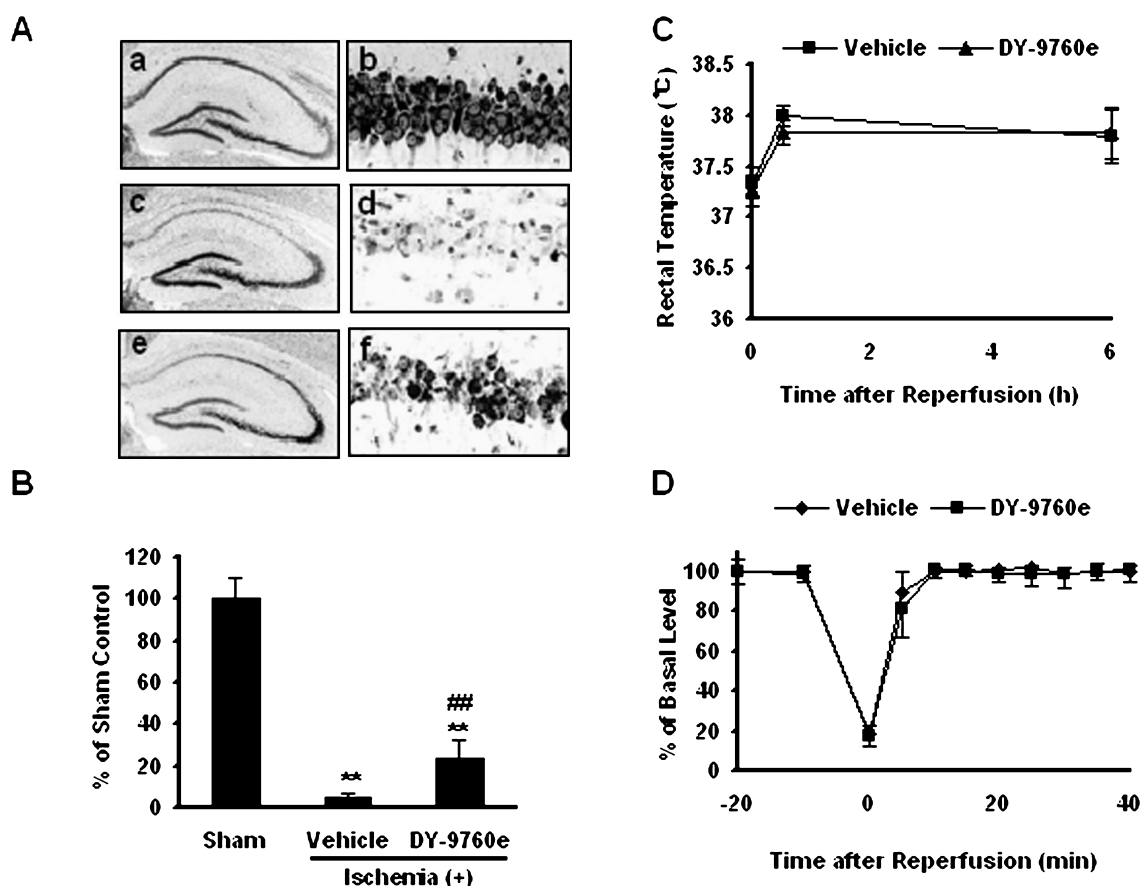 A
a
b
c
d
e
f
B
% of Sham Control
120
100
80
60
40
20
0
##
**
**
Sham
Vehicle
DY-9760e
Ischemia (+)
C
Vehicle
DY-9760e
Rectal Temperature (°C)
38.5
38
37.5
37
36.5
36
0
2
4
6
Time after Reperfusion (h)
D
Vehicle
DY-9760e
% of Basal Level
100
80
60
40
20
0
-20
0
20
40
Time after Reperfusion (min)